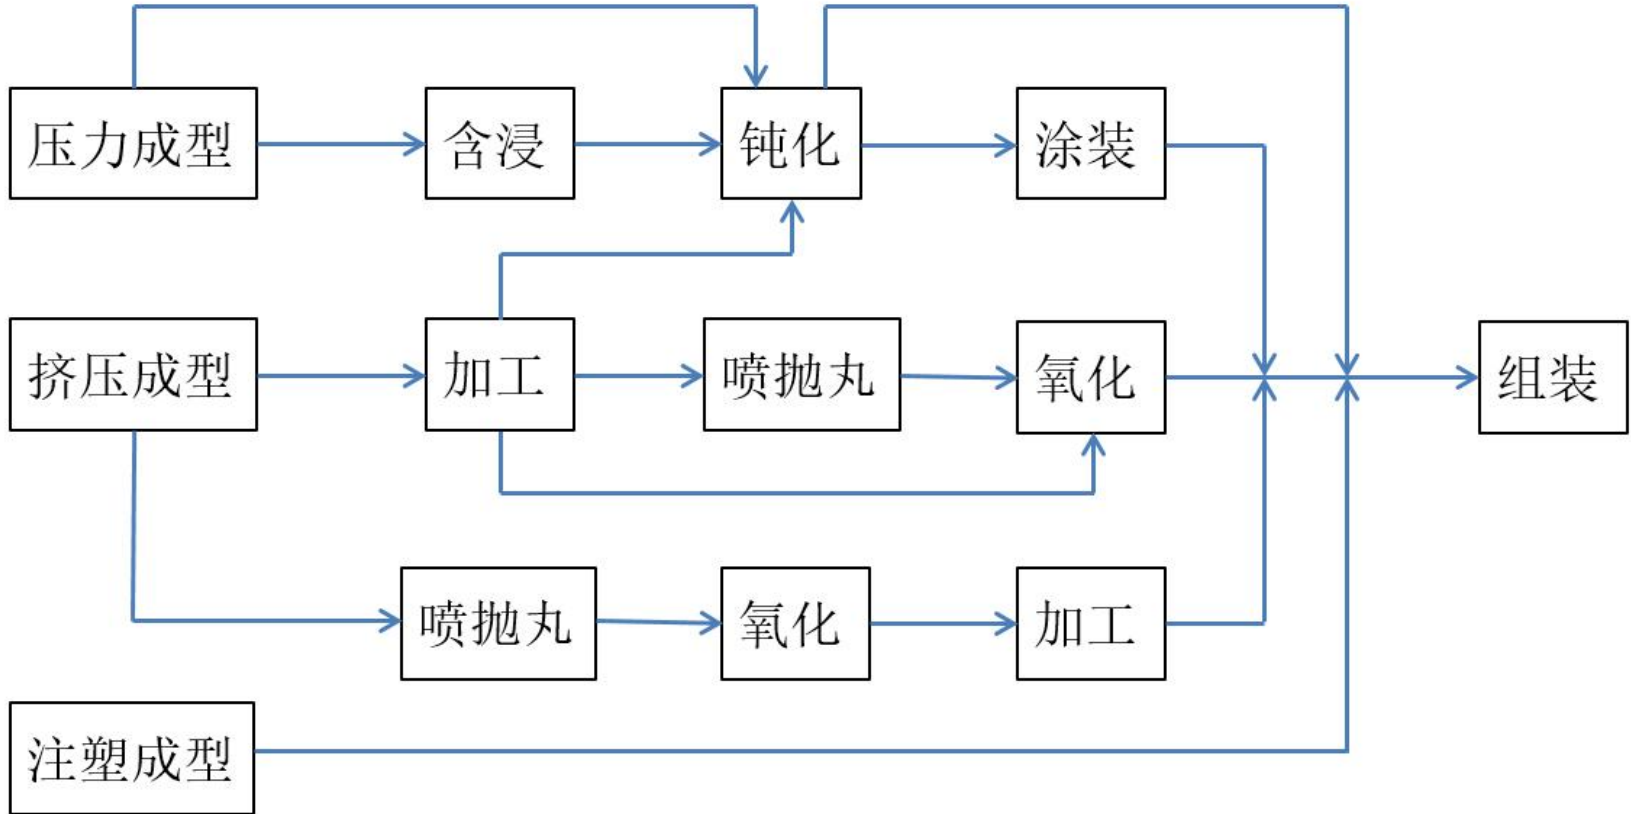 压力成型
含浸
钝化
涂装
挤压成型
加工
喷抛丸
氧化
组装
喷抛丸
氧化
加工
注塑成型